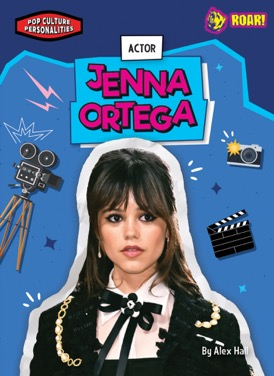 POP CULTURE
PERSONALITIES
ROAR!
ACTOR
JENNA
ORTEGA
By Alex Hall